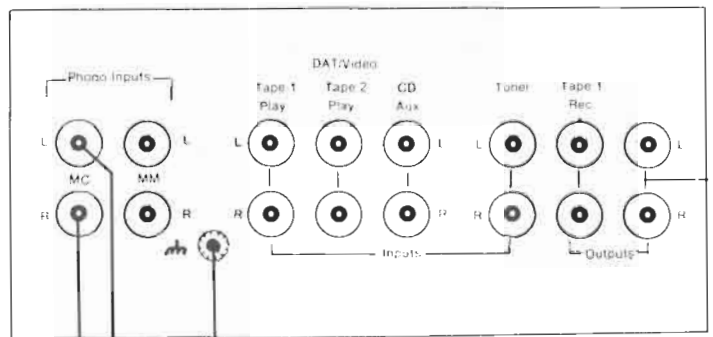 DAT/Video
Phono Inputs
Tape 1 Tape 2 CD Tuner Tape 1
Play Play Aux Rec
L L L L L
MC MM
R R R R R R
Inputs
Outputs